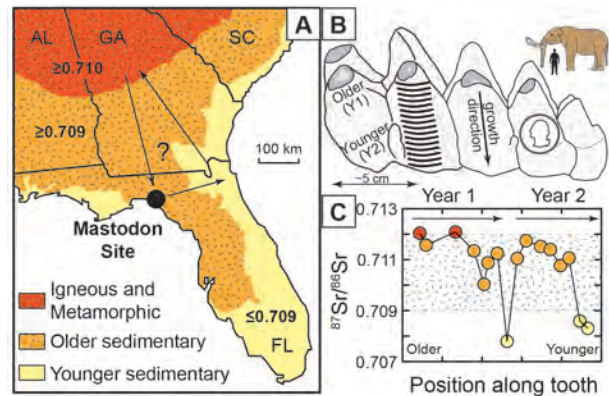 A
AL
GA
SC
≥0.710
≥0.709
?
100 km
Mastodon
Site
Igneous and
Metamorphic
Older sedimentary
Younger sedimentary
≤0.709
FL
B
Older
(Y1)
Younger
(Y2)
growth
direction
~5 cm
Year 1
Year 2
C
0.713
0.711
0.709
0.707
⁸⁷Sr/⁶⁶Sr
Older
Younger
Position along tooth